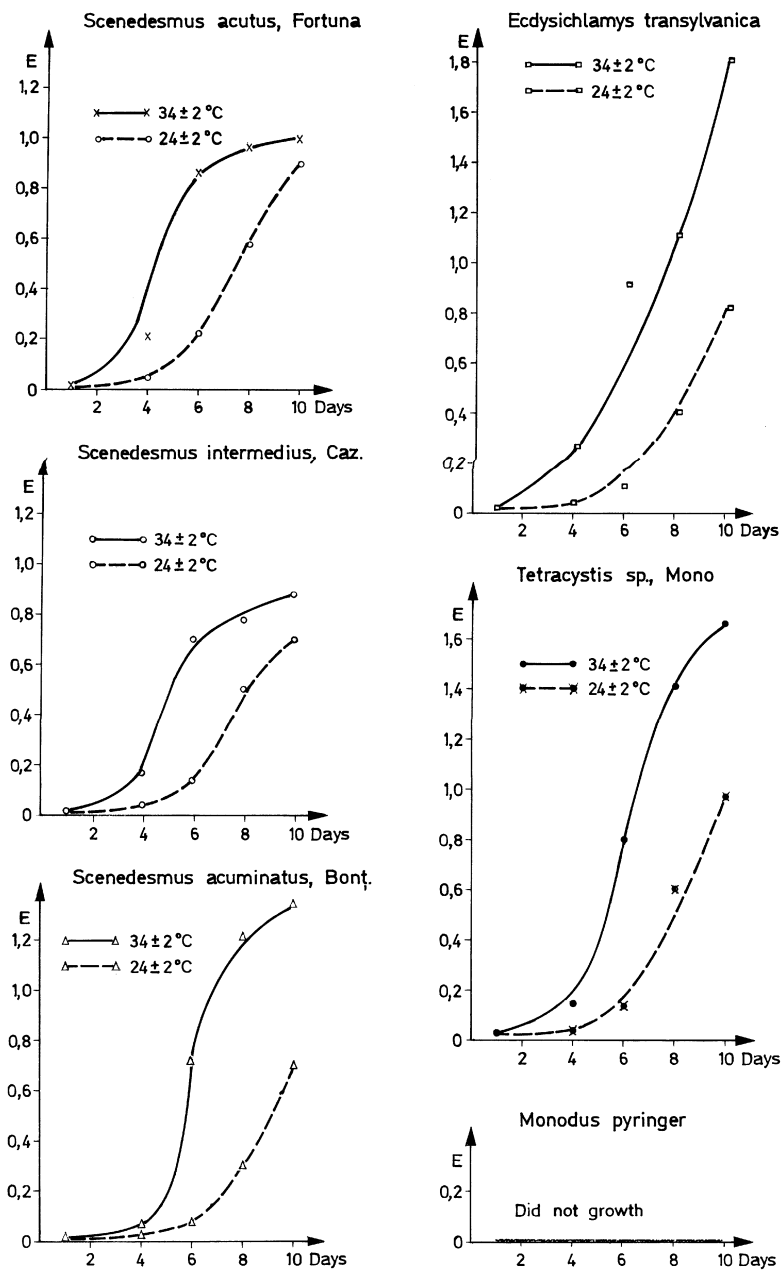 Scenedesmus acutus, Fortuna
E
1,2
34±2°C
1,0
24±2°C
0,8
0,6
0,4
0,2
0
2 4 6 8 10 Days
Scenedesmus intermedius, Caz.
E
1,2
34±2°C
24±2°C
1,0
0,8
0,6
0,4
0,2
0
2 4 6 8 10 Days
Scenedesmus acuminatus, Bonț.
E
1,2
34±2°C
24±2°C
1,0
0,8
0,6
0,4
0,2
0
2 4 6 8 10 Days
Ecdysichlamys transylvanica
E
1,8
34±2°C
24±2°C
1,6
1,4
1,2
1,0
0,8
0,6
0,4
0,2
0
2 4 6 8 10 Days
Tetracystis sp., Mono
E
1,6
34±2°C
24±2°C
1,4
1,2
1,0
0,8
0,6
0,4
0,2
0
2 4 6 8 10 Days
Monodus pyringer
E
0,2
Did not growth
0
2 4 6 8 10 Days